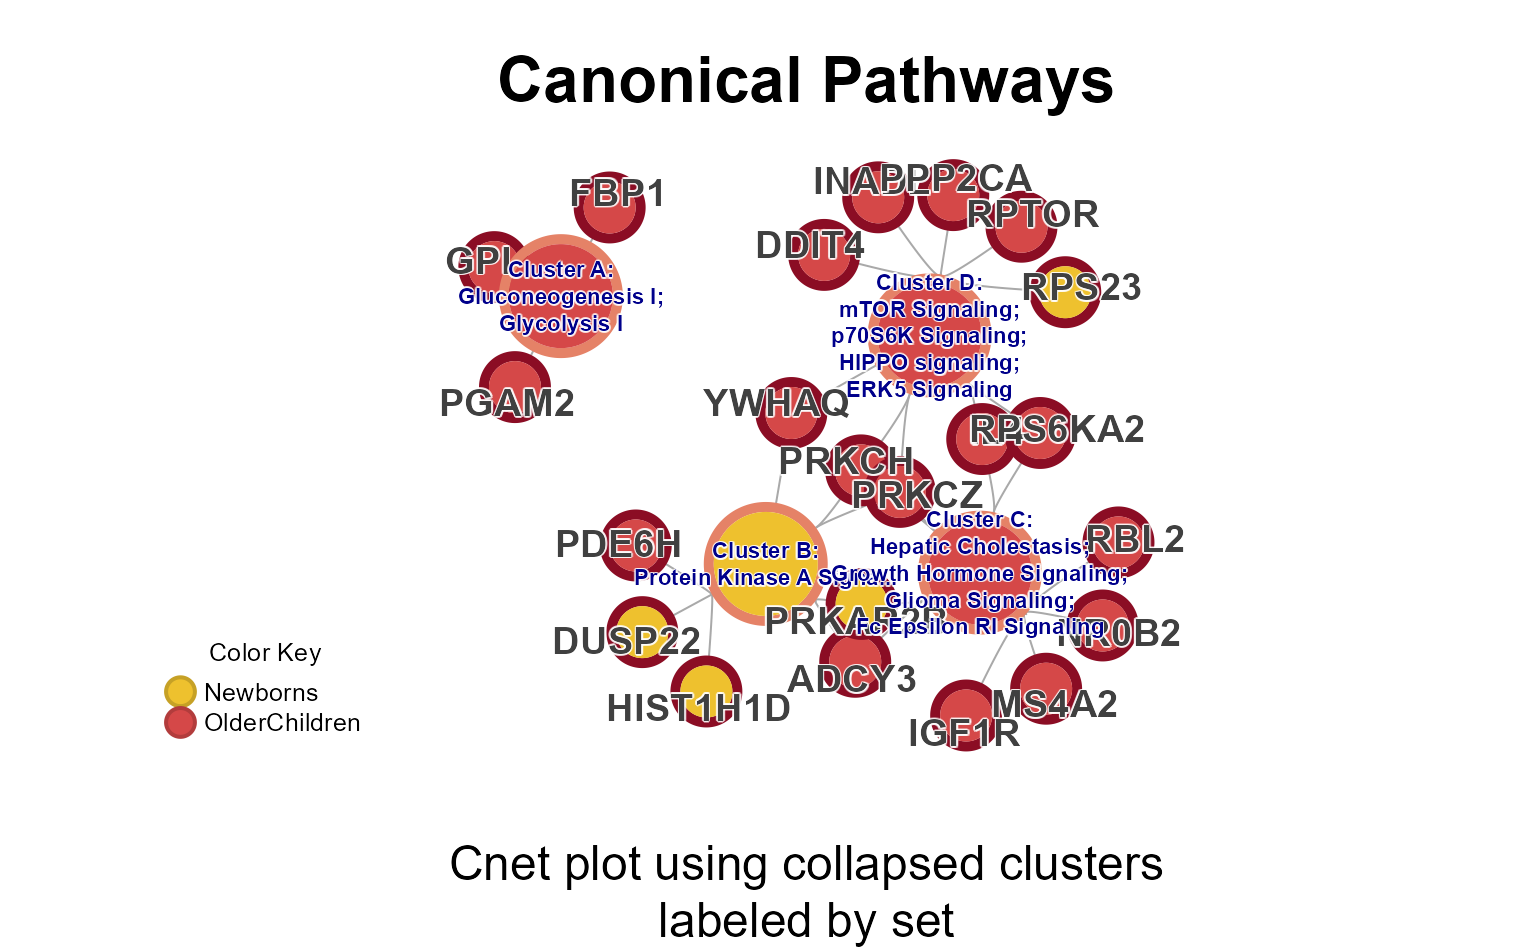 Canonical Pathways
FBP1
GPI
Cluster A:
Gluconeogenesis I;
Glycolysis I
PGAM2
PPP2CA
RPTOR
DDIT4
RPS23
Cluster D:
mTOR Signaling;
p70S6K Signaling;
HIPPO signaling;
ERK5 Signaling
YWHAQ
RPS6KA2
PRKCH
PRKCZ
Cluster C:
Hepatic Cholestasis;
Growth Hormone Signaling;
Glioma Signaling;
Fc Epsilon RI Signaling
RBL2
NR0B2
PDE6H
Cluster B:
Protein Kinase A
DUSP22
HIST1H1D
ADCY3
MS4A2
IGF1R
Color Key
Newborns
OlderChildren
Cnet plot using collapsed clusters
labeled by set